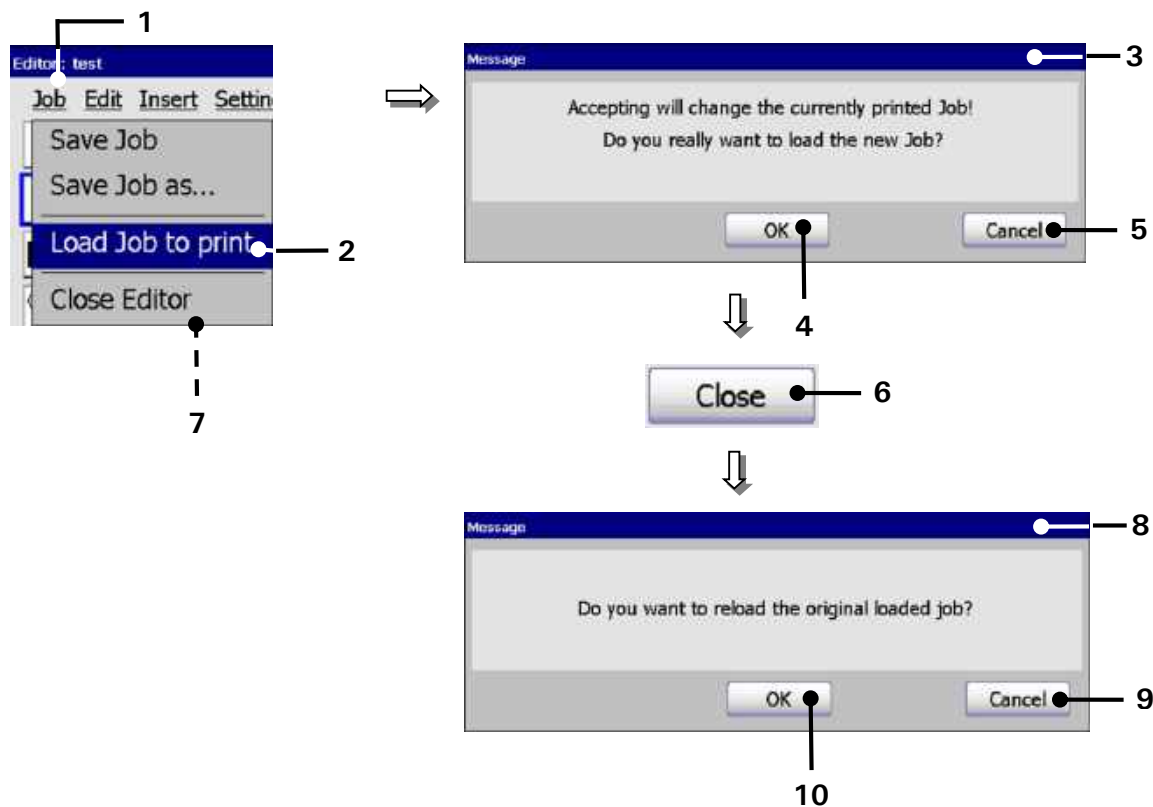 1
Editor: test
Job Edit Insert Settin
Save Job
Save Job as...
Load Job to print
2
Close Editor
7
Message
3
Accepting will change the currently printed Job!
Do you really want to load the new Job?
OK
Cancel
5
4
Close
6
Message
8
Do you want to reload the original loaded job?
OK
Cancel
9
10